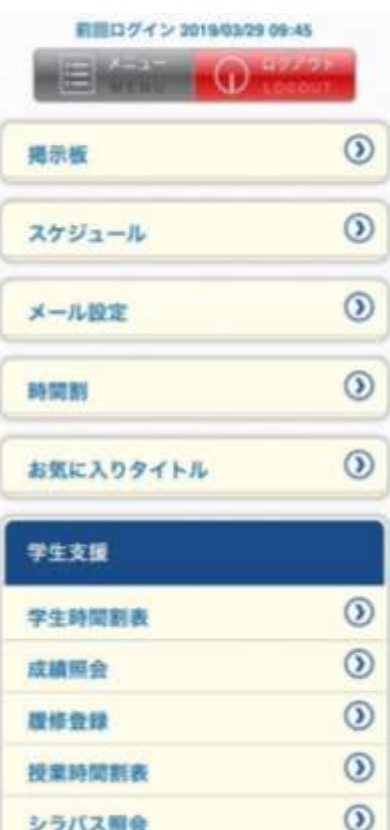 前回ログイン 2019/03/29 09:45
メニュー
MENU
ログアウト
LOGOUT
掲示板
スケジュール
メール設定
時間割
お気に入りタイトル
学生支援
学生時間割表
成績照会
履修登録
授業時間割表
シラバス照会